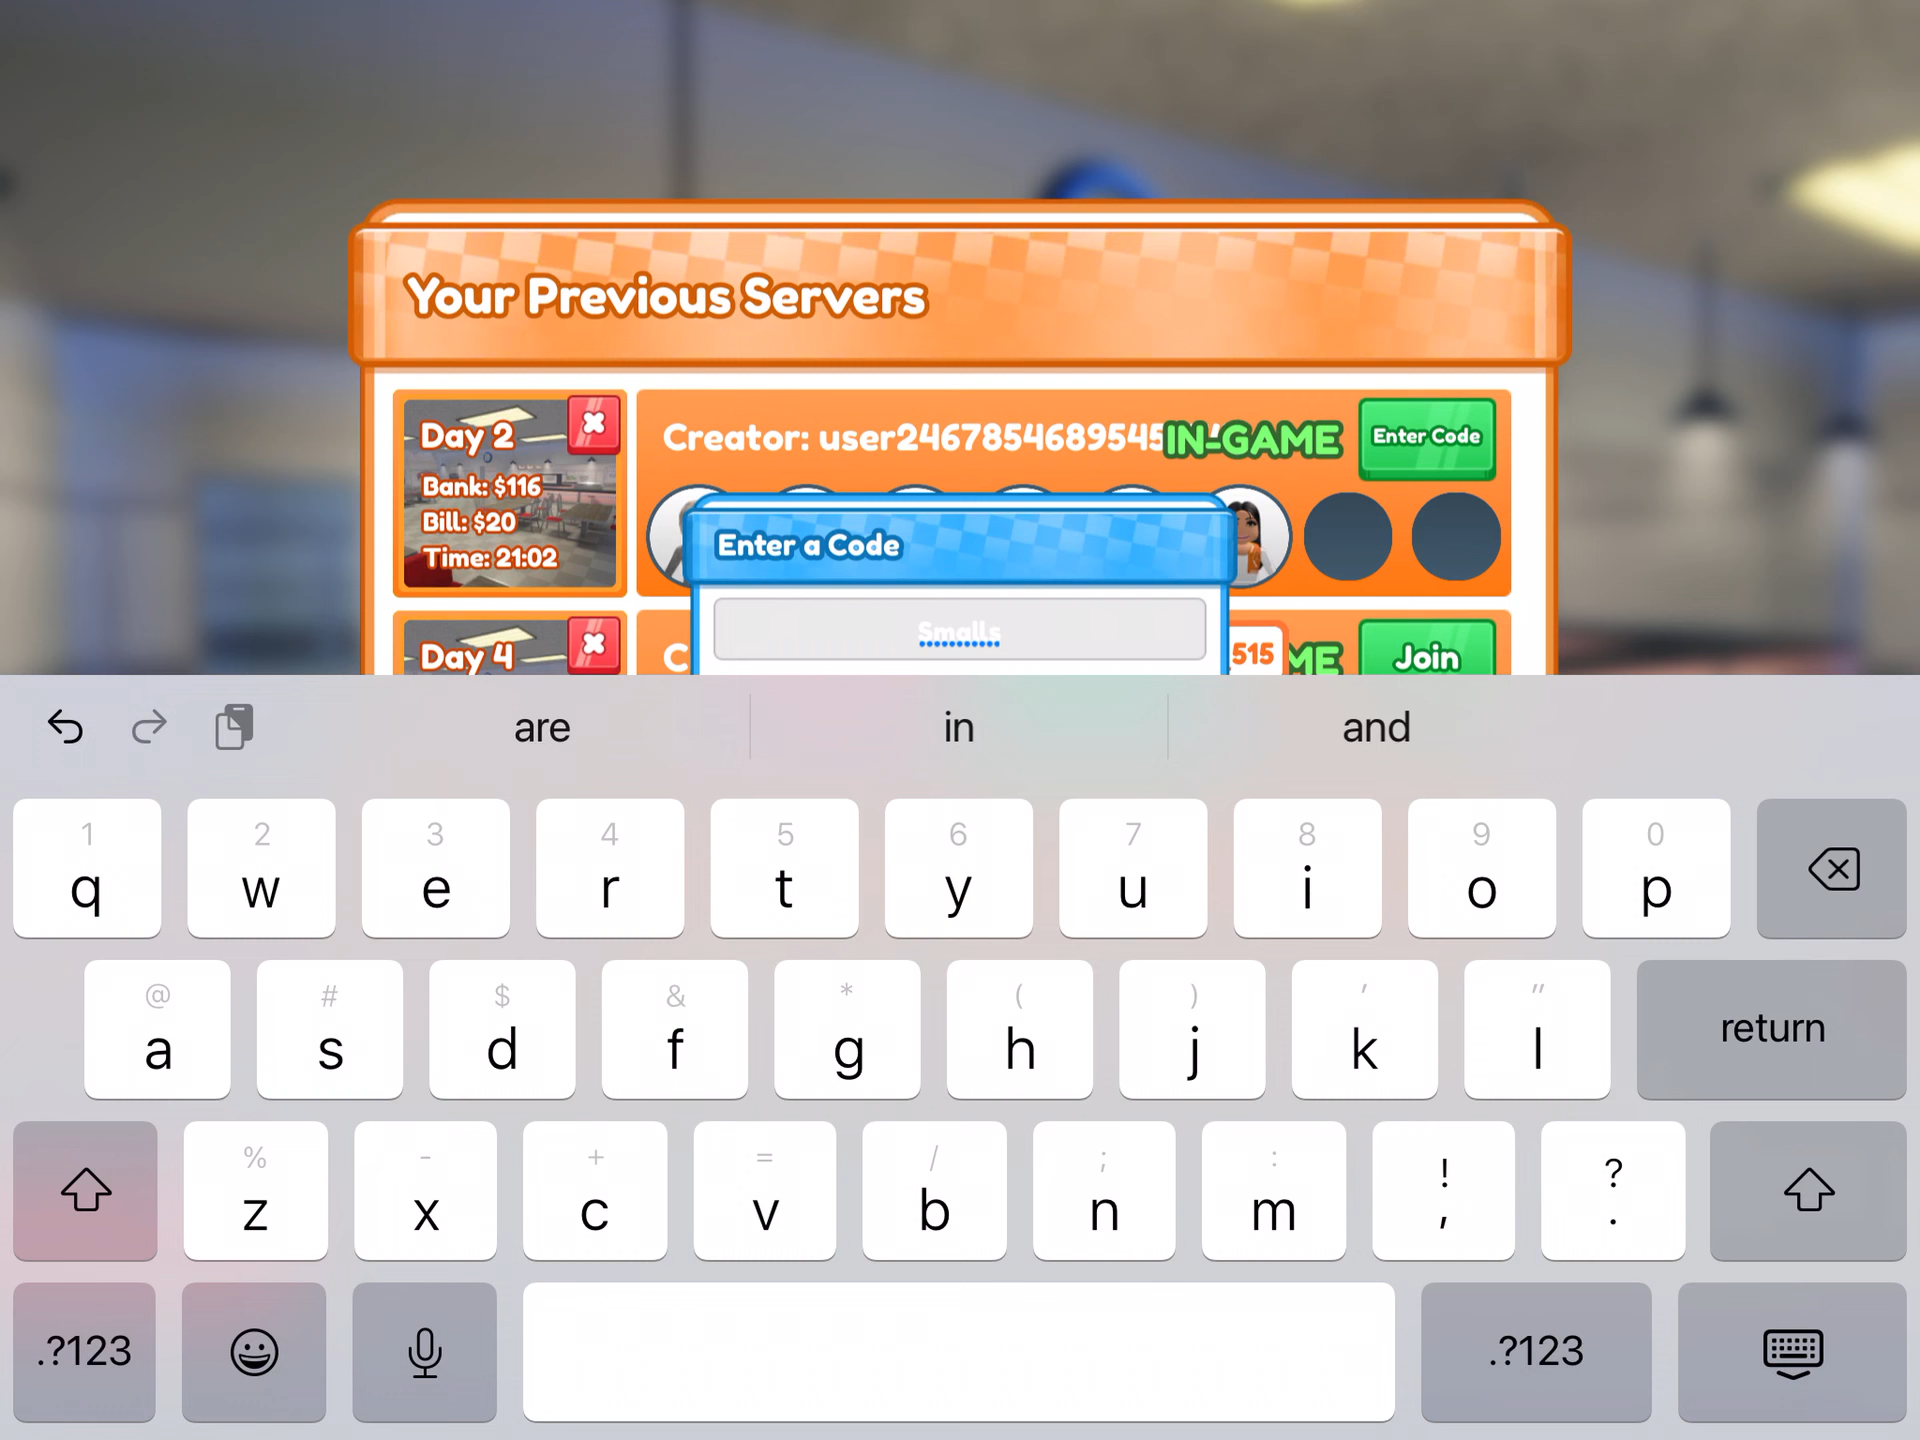 Your Previous Servers
Day 2
Bank: $116
Bill: $20
Time: 21:02
Creator: user2467854689545
IN-GAME
Enter Code
Enter a Code
Smalls
Day 4
C
515
ME
Join
are in and
1 2 3 4 5 6 7 8 9 0
q w e r t y u i o p
@ # $ & * ( ) ' "
a s d f g h j k l return
% - + = / ; : ! ?
z x c v b n m , .
.?123 .?123